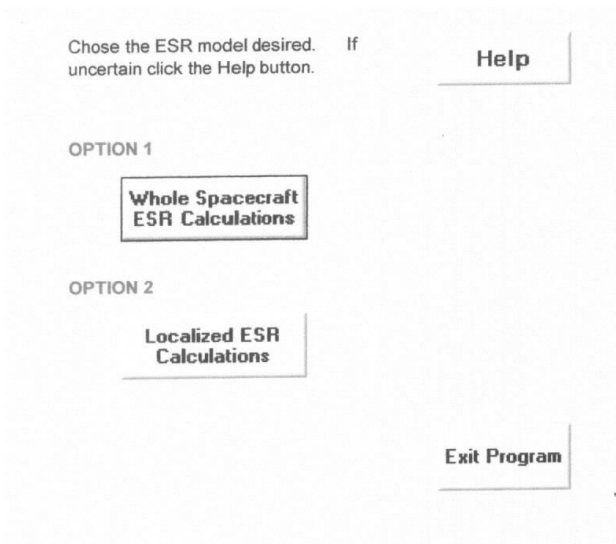 Chose the ESR model desired. If
uncertain click the Help button.
Help
OPTION 1
Whole Spacecraft
ESR Calculations
OPTION 2
Localized ESR
Calculations
Exit Program